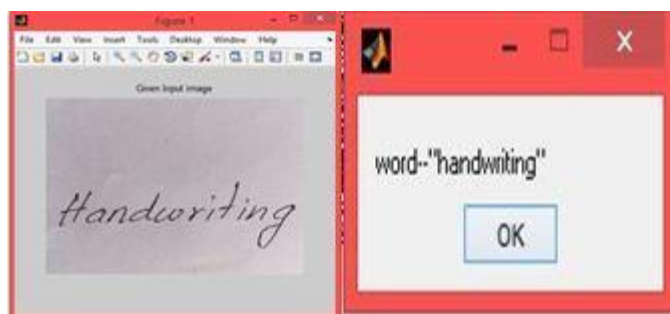 Figure 1
File Edit View Insert Tools Desktop Window Help
Given Input image
Handwriting
word--"handwriting"
OK